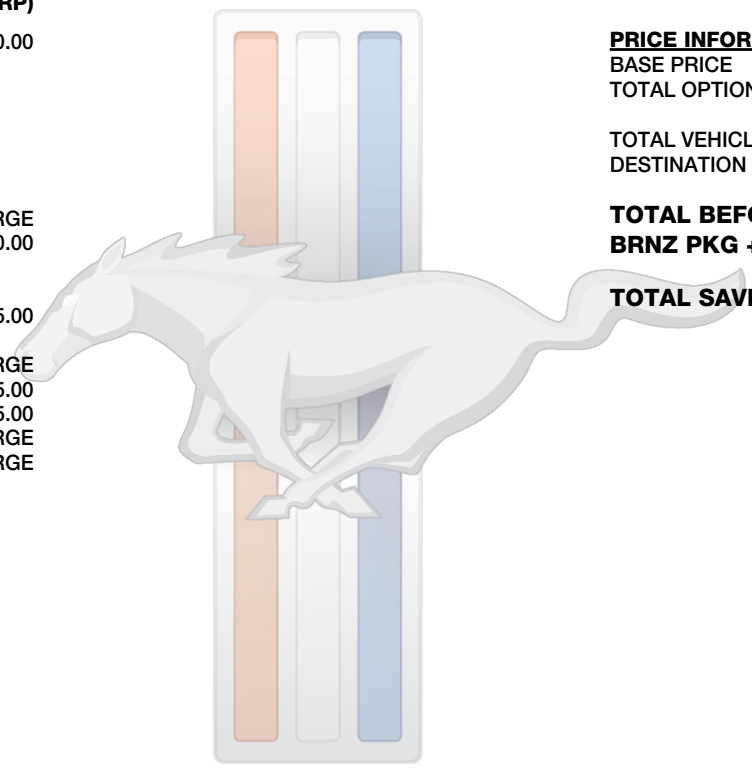 RP)
0.00
RGE
0.00
5.00
RGE
5.00
5.00
RGE
RGE
PRICE INFOR
BASE PRICE
TOTAL OPTION
TOTAL VEHICL
DESTINATION
TOTAL BEFO
BRNZ PKG +
TOTAL SAVI